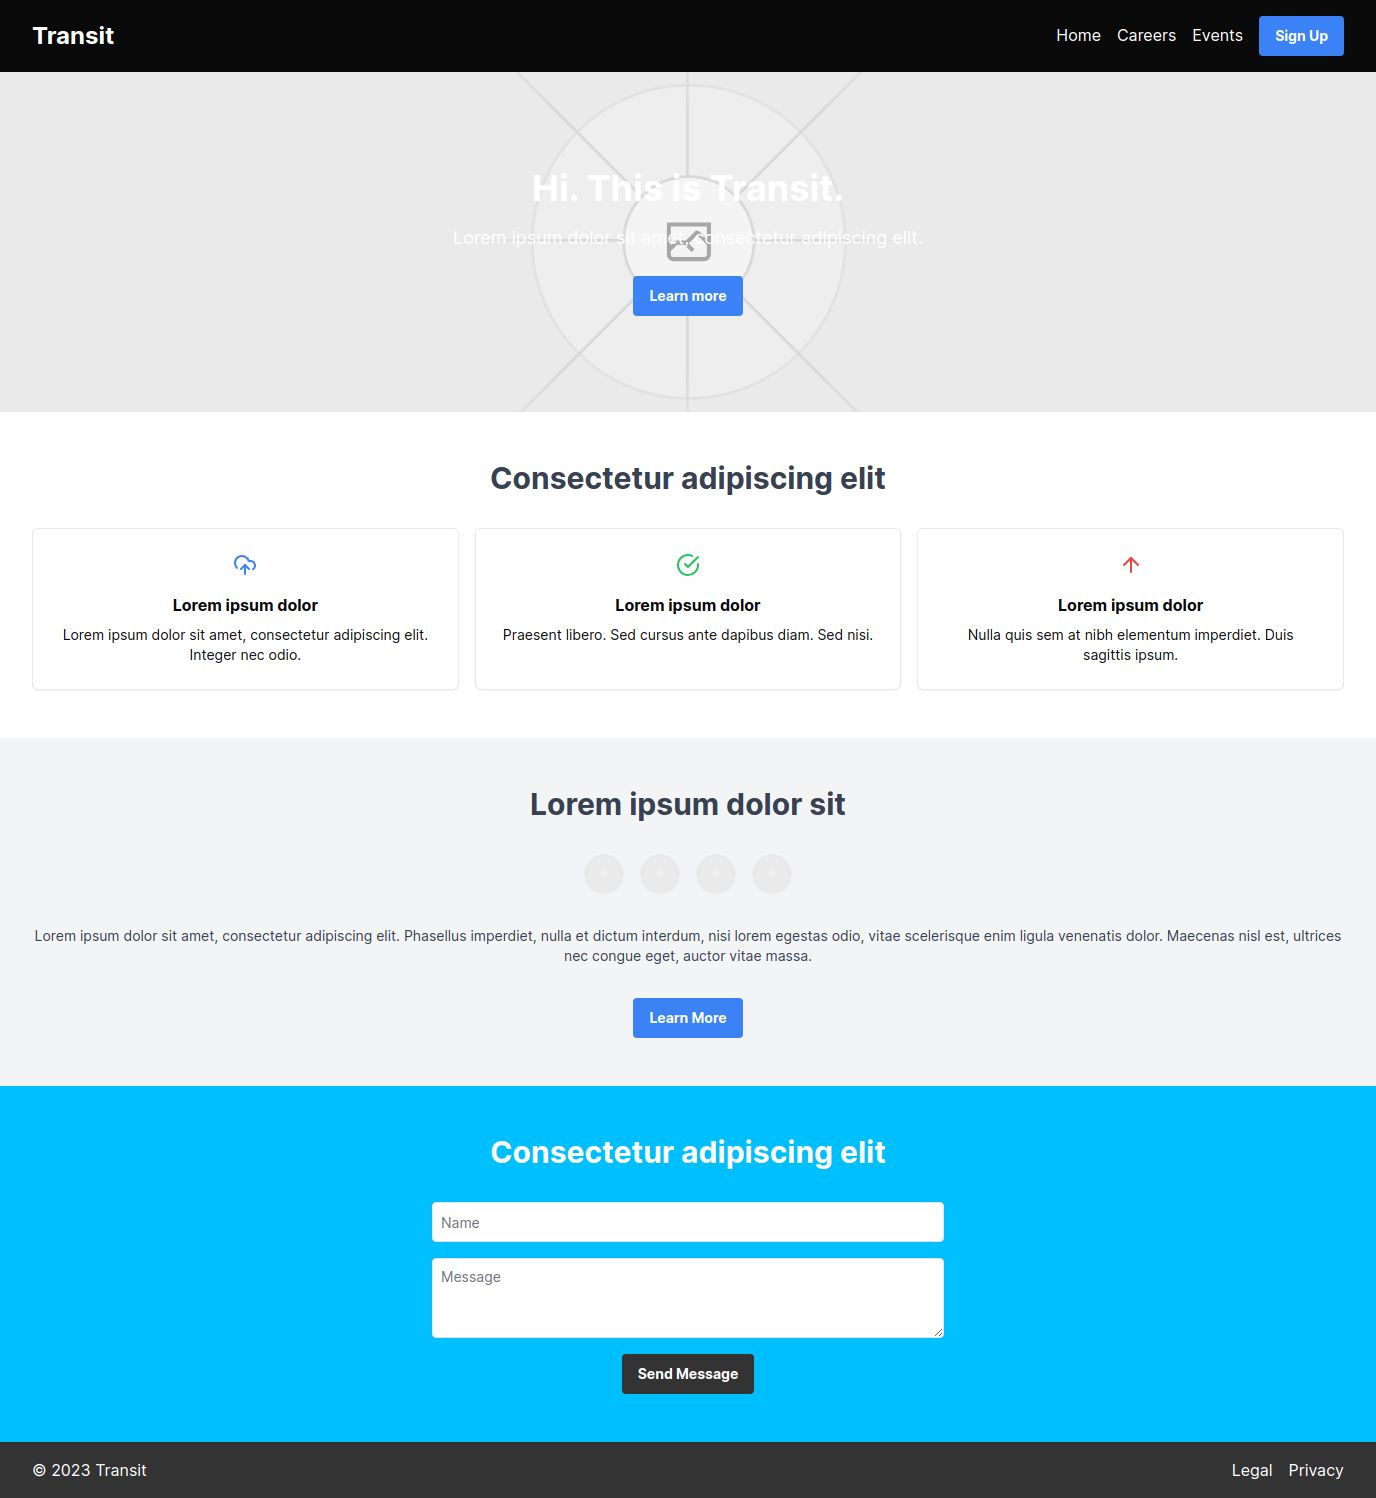 Transit
Home Careers Events Sign Up
Hi. This is Transit.
Lorem ipsum dolor sit amet, consectetur adipiscing elit.
Learn more
Consectetur adipiscing elit
Lorem ipsum dolor
Lorem ipsum dolor sit amet, consectetur adipiscing elit.
Integer nec odio.
Lorem ipsum dolor
Praesent libero. Sed cursus ante dapibus diam. Sed nisi.
Lorem ipsum dolor
Nulla quis sem at nibh elementum imperdiet. Duis
sagittis ipsum.
Lorem ipsum dolor sit
Lorem ipsum dolor sit amet, consectetur adipiscing elit. Phasellus imperdiet, nulla et dictum interdum, nisi lorem egestas odio, vitae scelerisque enim ligula venenatis dolor. Maecenas nisl est, ultrices
nec congue eget, auctor vitae massa.
Learn More
Consectetur adipiscing elit
Name
Message
Send Message
© 2023 Transit
Legal Privacy